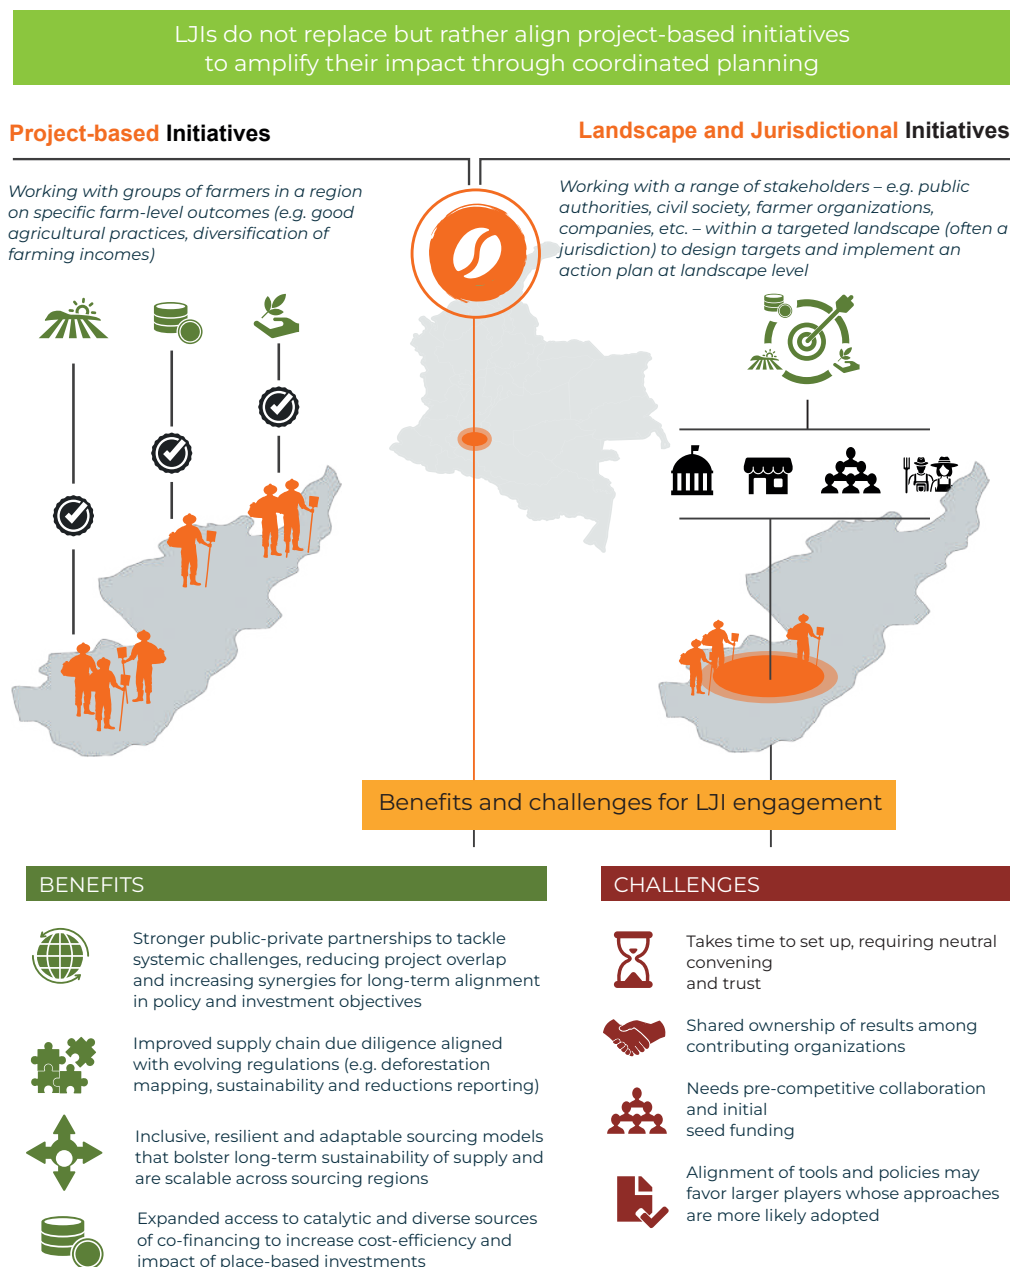 LJIs do not replace but rather align project-based initiatives
to amplify their impact through coordinated planning
Project-based Initiatives
Working with groups of farmers in a region
on specific farm-level outcomes (e.g. good
agricultural practices, diversification of
farming incomes)
Landscape and Jurisdictional Initiatives
Working with a range of stakeholders – e.g. public
authorities, civil society, farmer organizations,
companies, etc. – within a targeted landscape (often a
jurisdiction) to design targets and implement an
action plan at landscape level
Benefits and challenges for LJI engagement
BENEFITS
Stronger public-private partnerships to tackle
systemic challenges, reducing project overlap
and increasing synergies for long-term alignment
in policy and investment objectives
Improved supply chain due diligence aligned
with evolving regulations (e.g. deforestation
mapping, sustainability and reductions reporting)
Inclusive, resilient and adaptable sourcing models
that bolster long-term sustainability of supply and
are scalable across sourcing regions
Expanded access to catalytic and diverse sources
of co-financing to increase cost-efficiency and
impact of place-based investments
CHALLENGES
Takes time to set up, requiring neutral
convening
and trust
Shared ownership of results among
contributing organizations
Needs pre-competitive collaboration
and initial
seed funding
Alignment of tools and policies may
favor larger players whose approaches
are more likely adopted